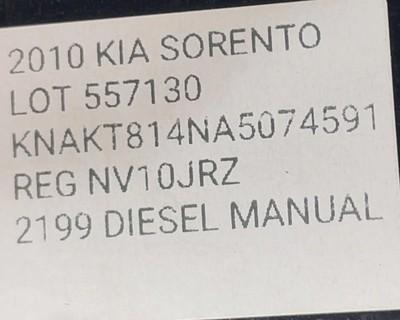 2010 KIA SORENTO
LOT 557130
KNAKT814NA5074591
REG NV10JRZ
2199 DIESEL MANUAL